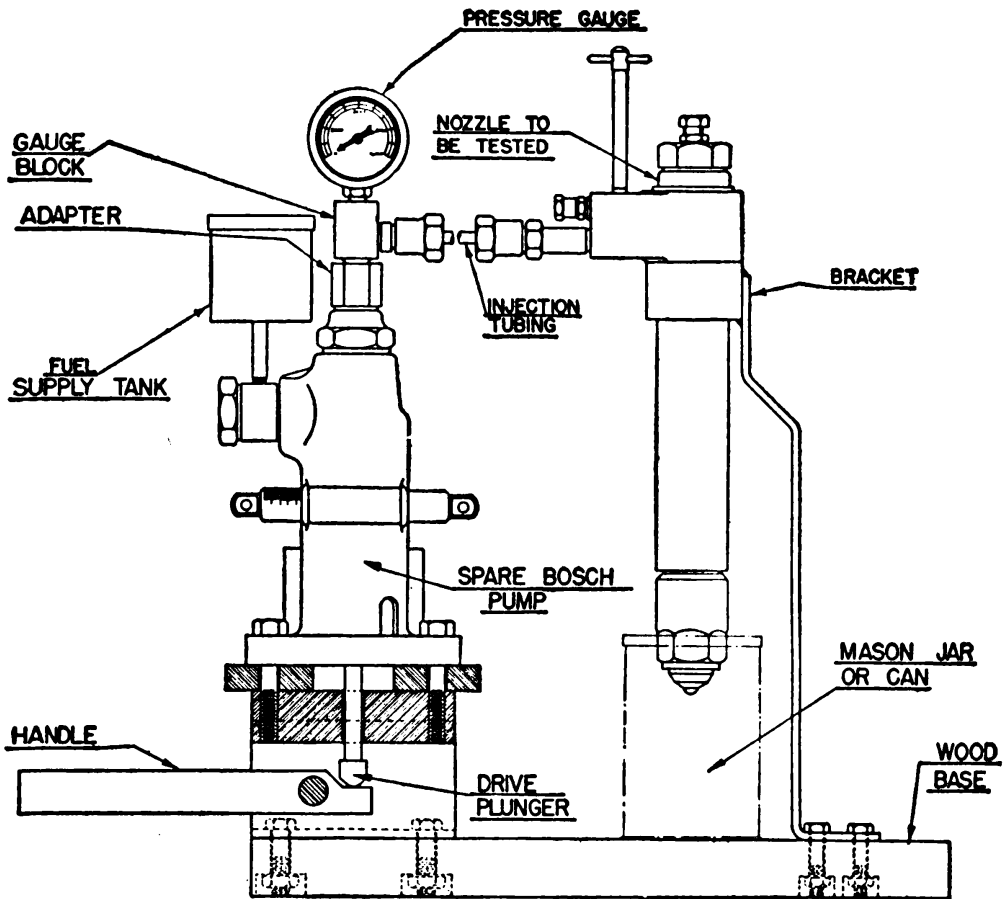 PRESSURE GAUGE
GAUGE
BLOCK
NOZZLE TO
BE TESTED
ADAPTER
BRACKET
INJECTION
TUBING
FUEL
SUPPLY TANK
SPARE BOSCH
PUMP
MASON JAR
OR CAN
HANDLE
DRIVE
PLUNGER
WOOD
BASE